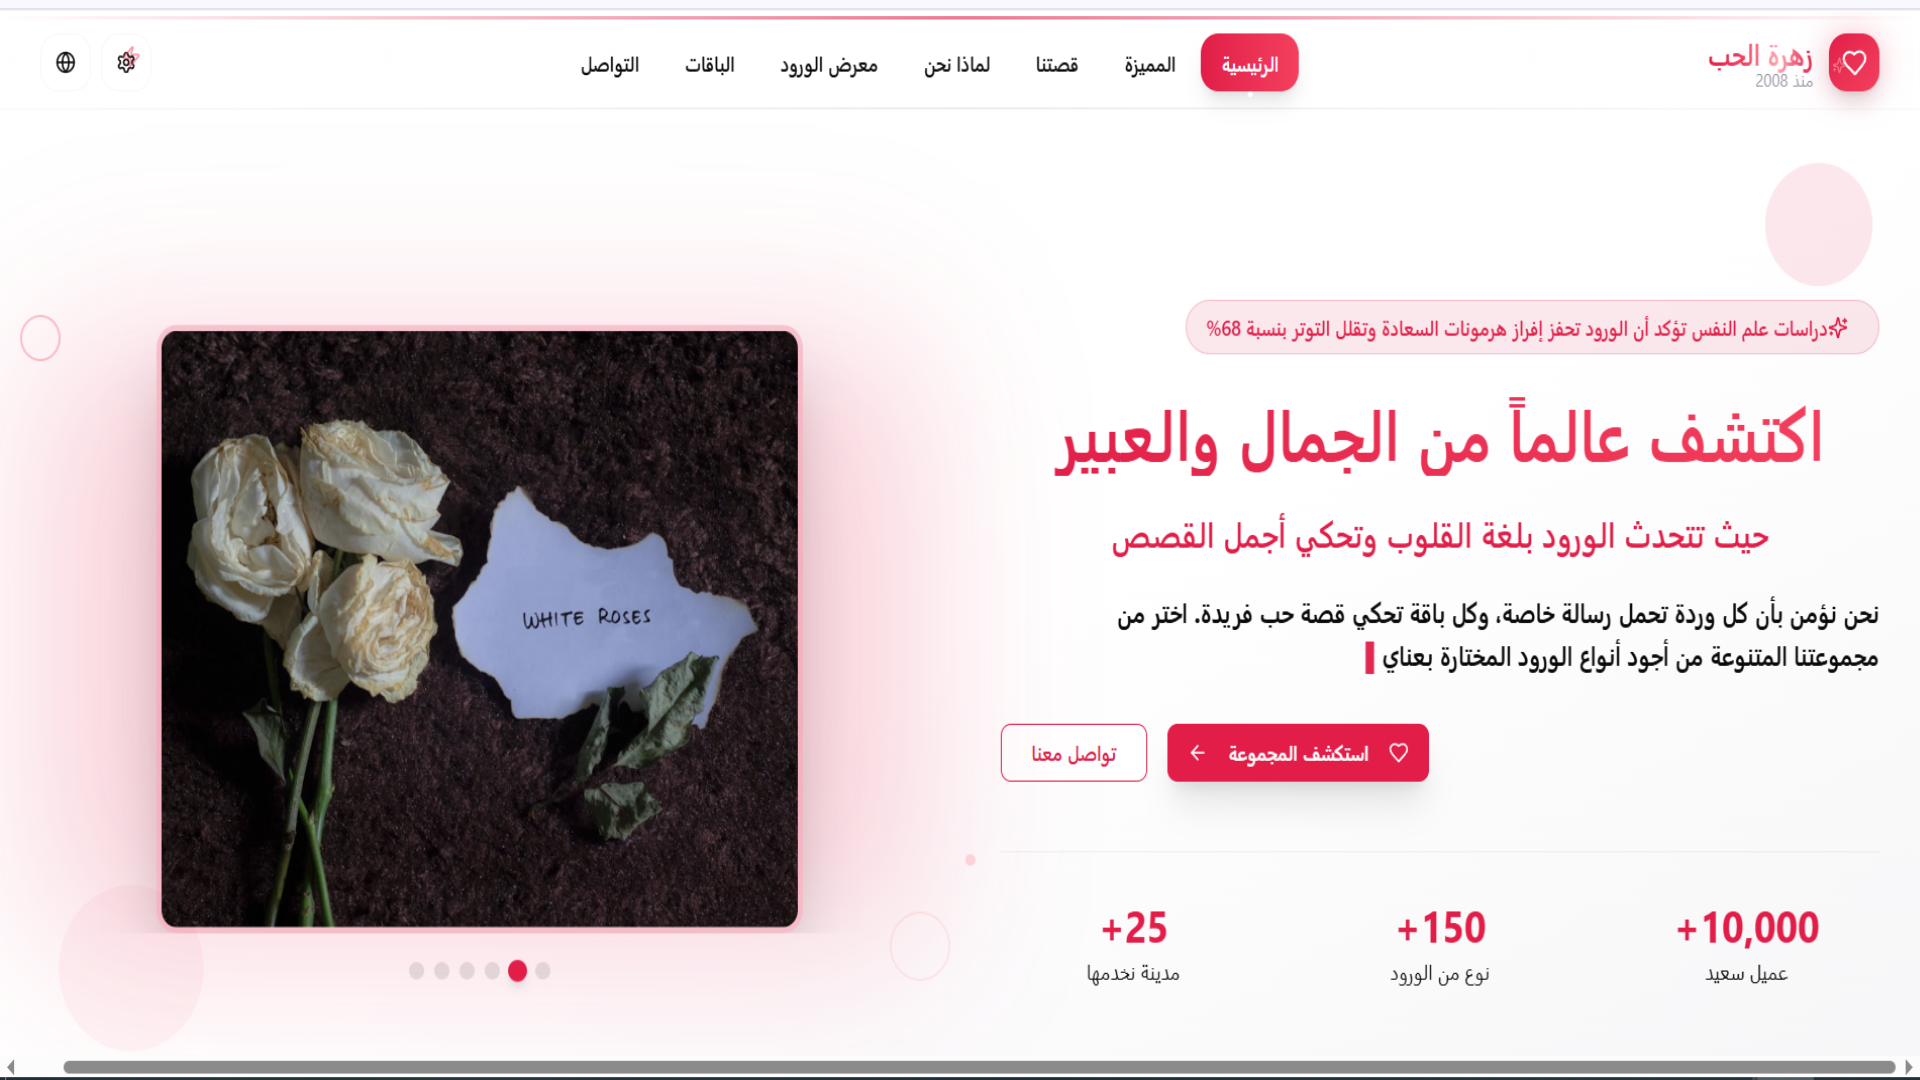 زهرة الحب
منذ 2008
الرئيسية
المميزة
قصتنا
لماذا نحن
معرض الورود
الباقات
التواصل
دراسات علم النفس تؤكد أن الورود تحفز إفراز هرمونات السعادة وتقلل التوتر بنسبة 68%
اكتشف عالماً من الجمال والعبير
حيث تتحدث الورود بلغة القلوب وتحكي أجمل القصص
نحن نؤمن بأن كل وردة تحمل رسالة خاصة، وكل باقة تحكي قصة حب فريدة. اختر من
مجموعتنا المتنوعة من أجود أنواع الورود المختارة بعناي
استكشف المجموعة
تواصل معنا
10,000+
عميل سعيد
150+
نوع من الورود
25+
مدينة نخدمها
WHITE ROSES